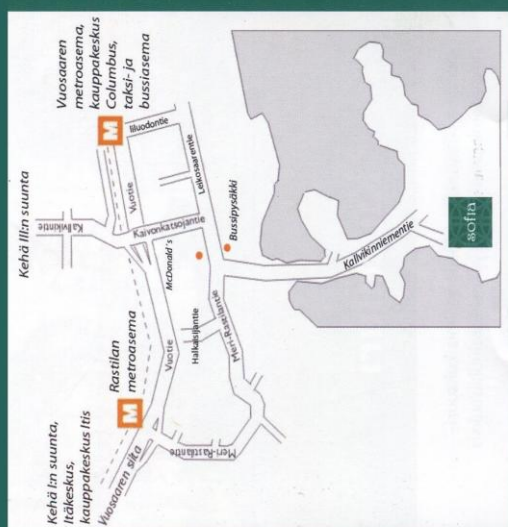 Vuosaaren
metroasema,
kauppakeskus
Columbus,
taksi- ja
bussiasema
M
Iiluodontie
Vuotie
Leikosaarentie
Kehä III:n suunta
Kallvikintie
Kaivonkatsojantie
McDonald's
Bussipysäkki
Kallvikinniementie
sofia
Rastilan
metroasema
M
Vuotie
Halkaisijantie
Meri-Rastilantie
Meri-Rastilantie
Kehä I:n suunta,
Itäkeskus,
kauppakeskus Itis
Vuosaaren silta